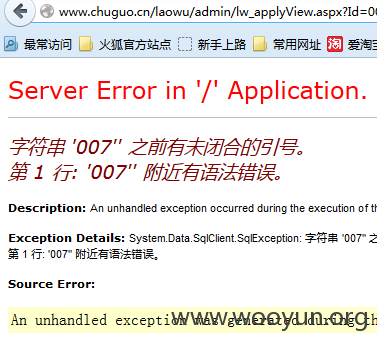 www.chuguo.cn/laowu/admin/lw_applyView.aspx?Id=00
最常访问 火狐官方站点 新手上路 常用网址 淘 爱淘宝
Server Error in '/' Application.
字符串 '007'' 之前有未闭合的引号。
第 1 行: '007'' 附近有语法错误。
Description: An unhandled exception occurred during the execution of th
Exception Details: System.Data.SqlClient.SqlException: 字符串 '007'' 之
第 1 行: '007'' 附近有语法错误。
Source Error:
An unhandled exception was generated during th
www.wooyun.org